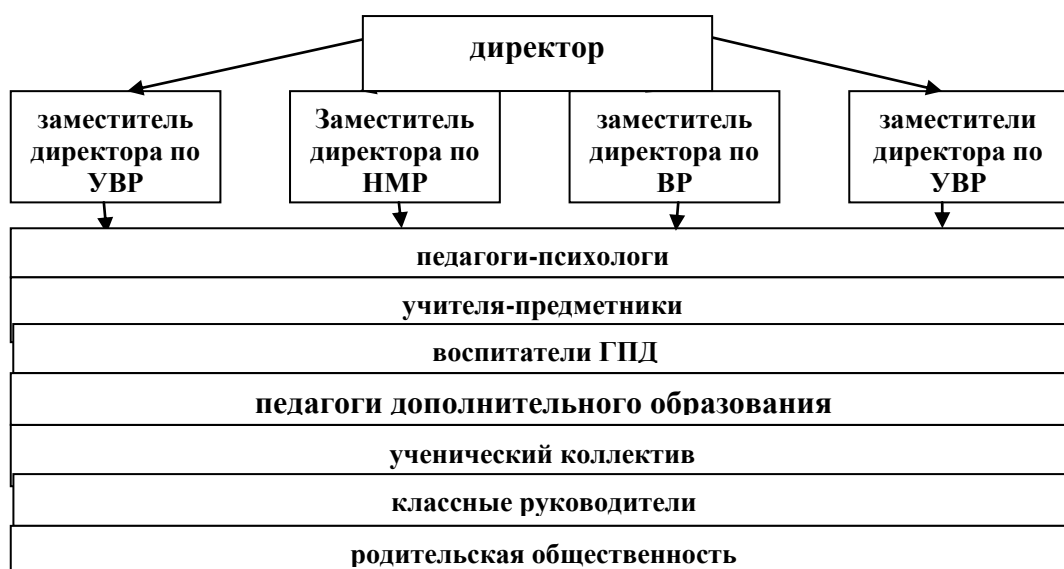 директор
заместитель
директора по
УВР
Заместитель
директора по
НМР
заместитель
директора по
ВР
заместители
директора по
УВР
педагоги-психологи
учителя-предметники
воспитатели ГПД
педагоги дополнительного образования
ученический коллектив
классные руководители
родительская общественность